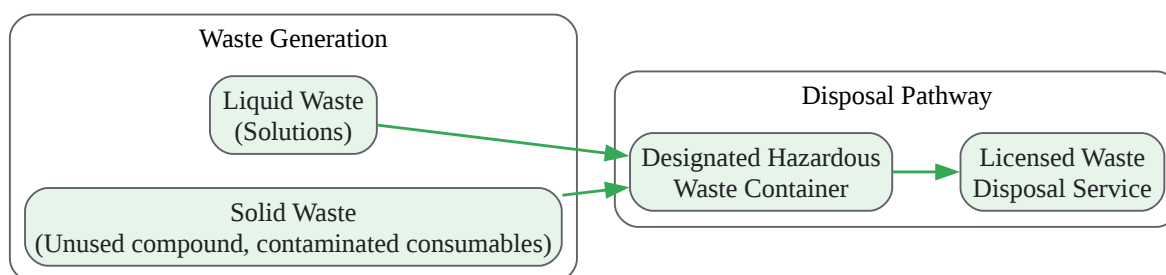 Waste Generation
Liquid Waste
(Solutions)
Solid Waste
(Unused compound, contaminated consumables)
Disposal Pathway
Designated Hazardous
Waste Container
Licensed Waste
Disposal Service